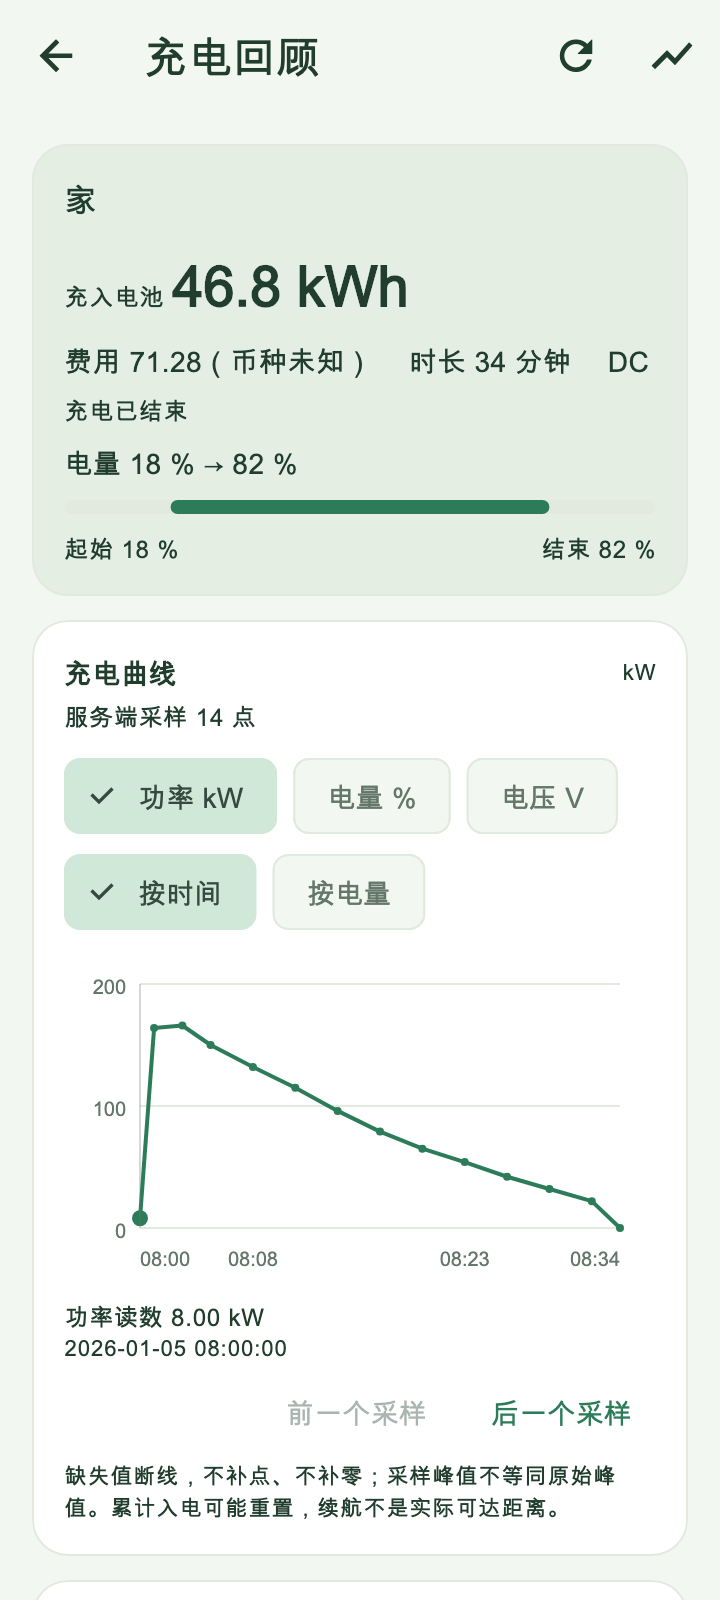 充电回顾
家
充入电池 46.8 kWh
费用 71.28（币种未知） 时长 34 分钟 DC
充电已结束
电量 18 % → 82 %
起始 18 % 结束 82 %
充电曲线 kW
服务端采样 14 点
功率 kW 电量 % 电压 V
按时间 按电量
200
100
0
08:00 08:08 08:23 08:34
功率读数 8.00 kW
2026-01-05 08:00:00
前一个采样 后一个采样
缺失值断线，不补点、不补零；采样峰值不等同原始峰
值。累计入电可能重置，续航不是实际可达距离。